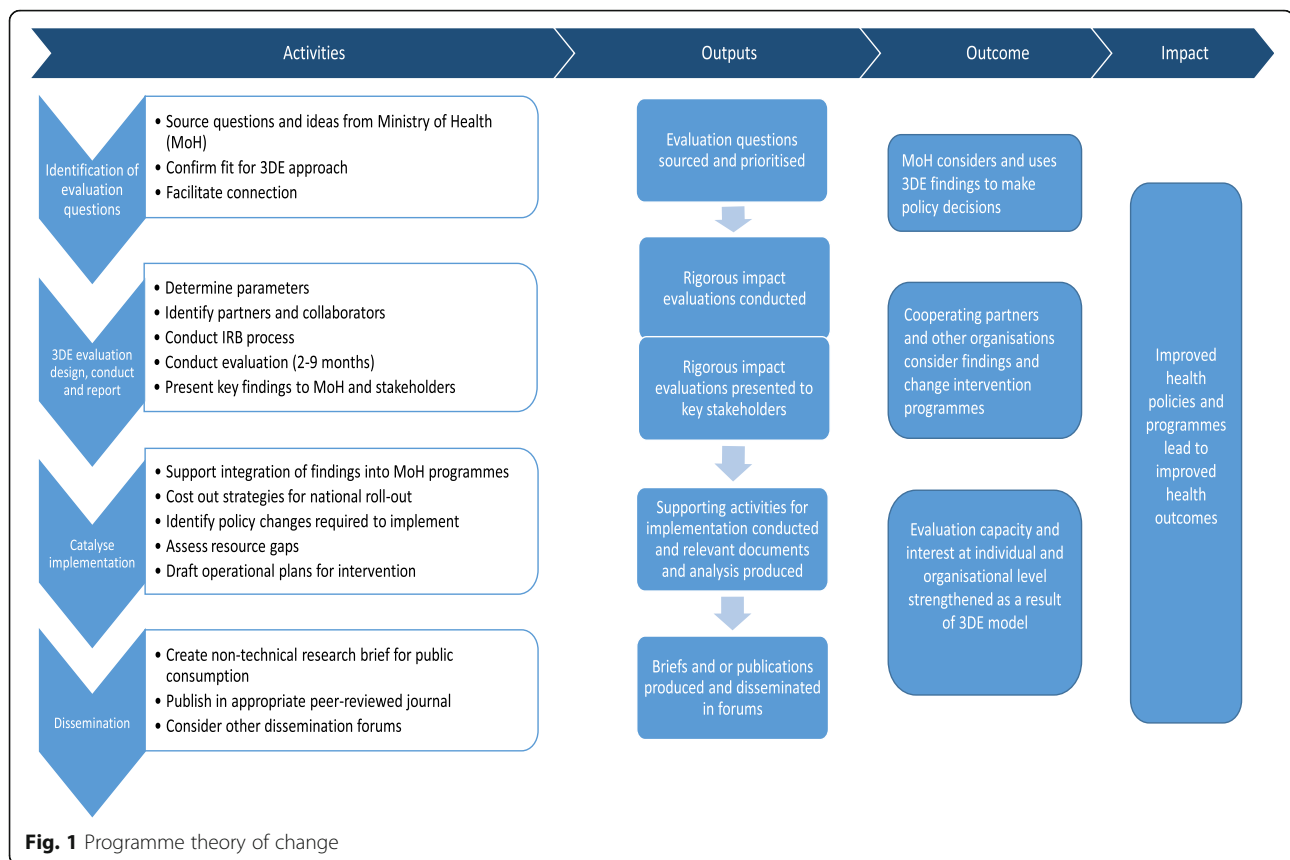 Activities
Outputs
Outcome
Impact
Identification of
evaluation
questions
• Source questions and ideas from Ministry of Health
(MoH)
• Confirm fit for 3DE approach
• Facilitate connection
3DE evaluation
design, conduct
and report
• Determine parameters
• Identify partners and collaborators
• Conduct IRB process
• Conduct evaluation (2-9 months)
• Present key findings to MoH and stakeholders
Catalyse
implementation
• Support integration of findings into MoH programmes
• Cost out strategies for national roll-out
• Identify policy changes required to implement
• Assess resource gaps
• Draft operational plans for intervention
Dissemination
• Create non-technical research brief for public
consumption
• Publish in appropriate peer-reviewed journal
• Consider other dissemination forums
Evaluation questions
sourced and prioritised
Rigorous impact
evaluations conducted
Rigorous impact
evaluations presented to
key stakeholders
Supporting activities for
implementation conducted
and relevant documents
and analysis produced
Briefs and or publications
produced and disseminated
in forums
MoH considers and uses
3DE findings to make
policy decisions
Cooperating partners
and other organisations
consider findings and
change intervention
programmes
Evaluation capacity and
interest at individual and
organisational level
strengthened as a result
of 3DE model
Improved
health
policies and
programmes
lead to
improved
health
outcomes
Fig. 1 Programme theory of change